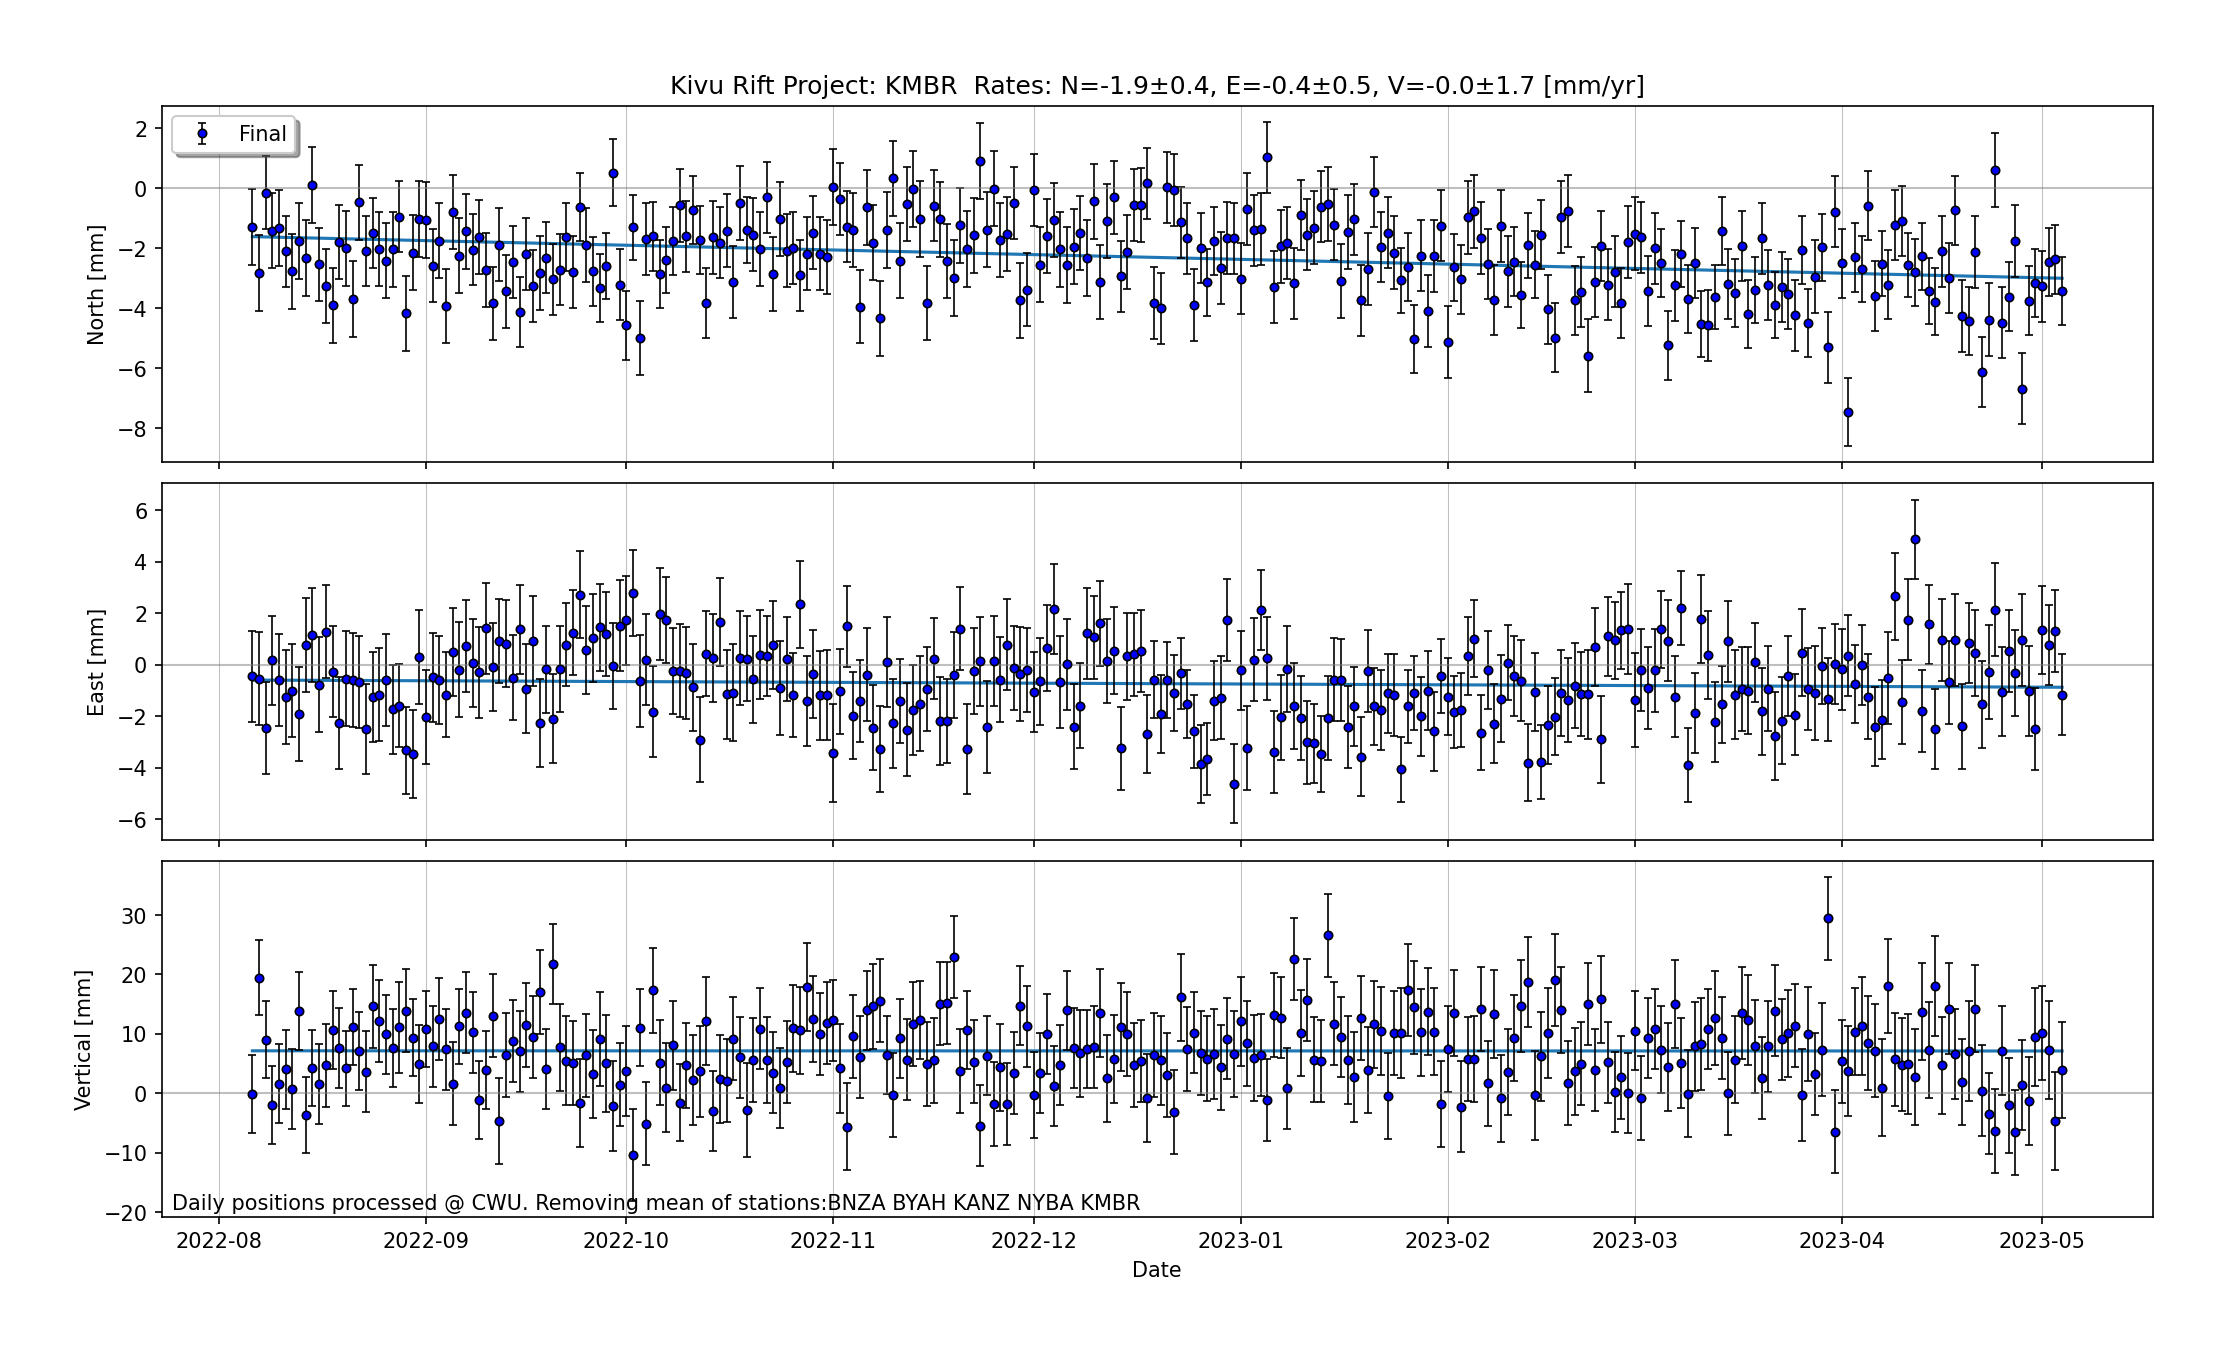 Kivu Rift Project: KMBR  Rates: N=-1.9±0.4, E=-0.4±0.5, V=-0.0±1.7 [mm/yr]
Final
2
0
−2
−4
−6
−8
North [mm]
6
4
2
0
−2
−4
−6
East [mm]
30
20
10
0
−10
−20
Vertical [mm]
Daily positions processed @ CWU. Removing mean of stations:BNZA BYAH KANZ NYBA KMBR
2022-08 2022-09 2022-10 2022-11 2022-12 2023-01 2023-02 2023-03 2023-04 2023-05
Date